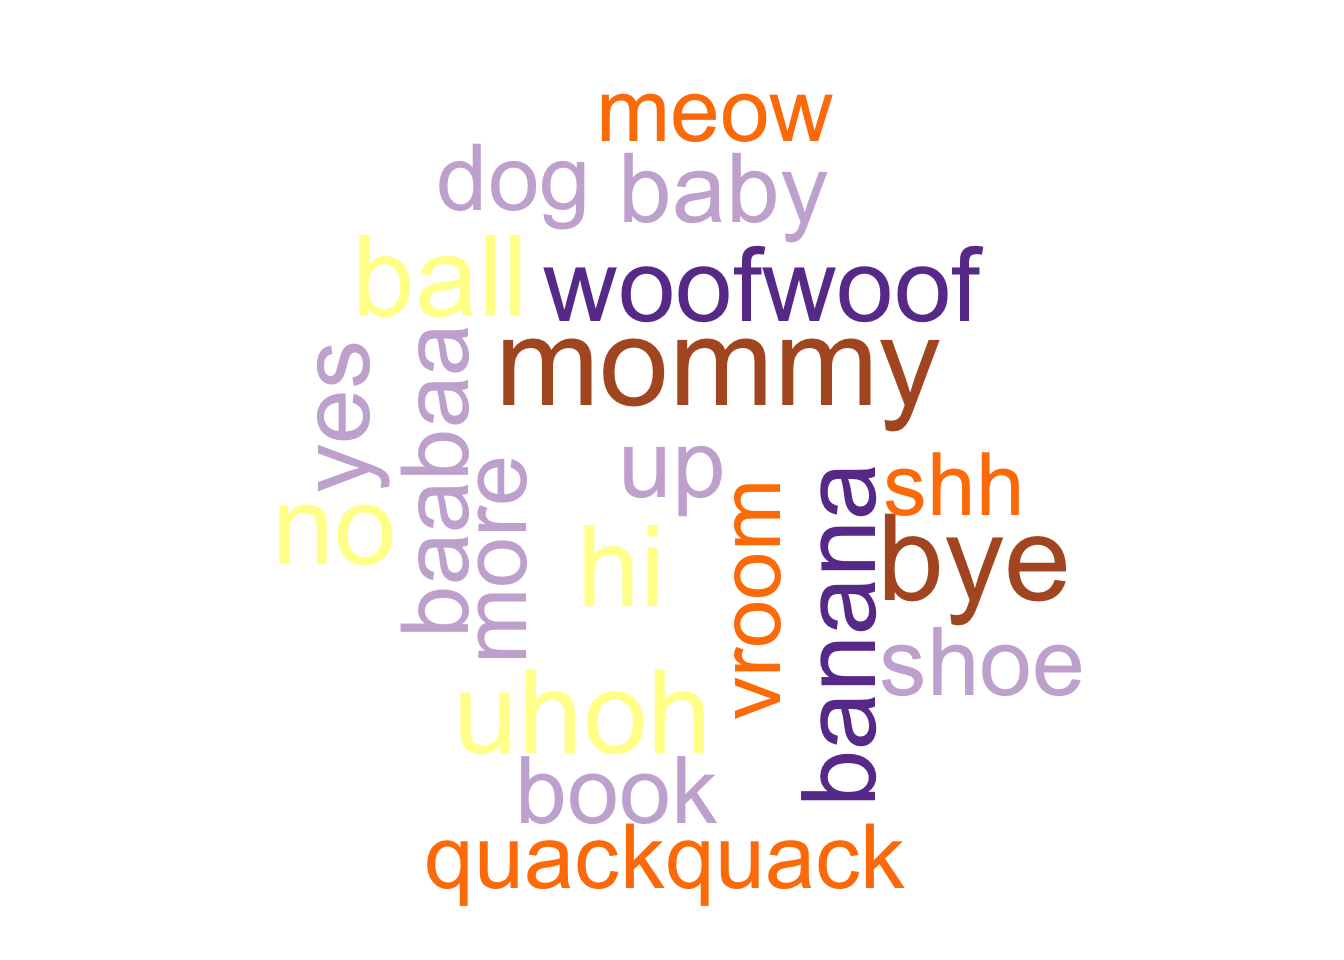 meow
dog
baby
ball
woofwoof
mommy
yes
baabaa
more
up
no
hi
vroom
banana
shh
bye
shoe
uhoh
book
quackquack